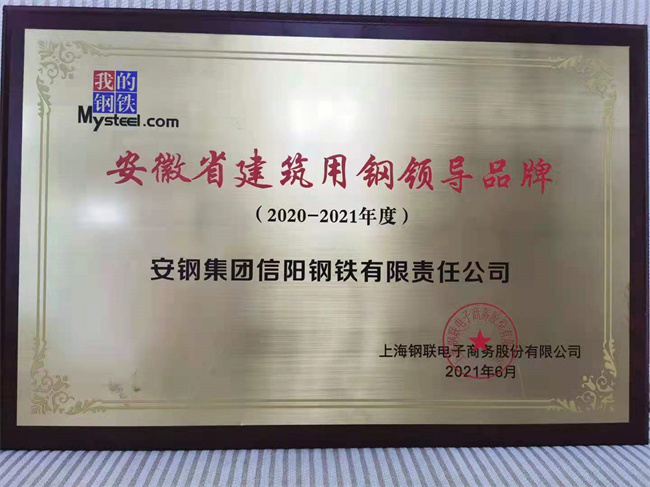 我的
钢铁
Mysteel.com
安徽省建筑用钢领导品牌
（2020-2021年度）
安钢集团信阳钢铁有限责任公司
上海钢联电子商务股份有限公司
2021年6月